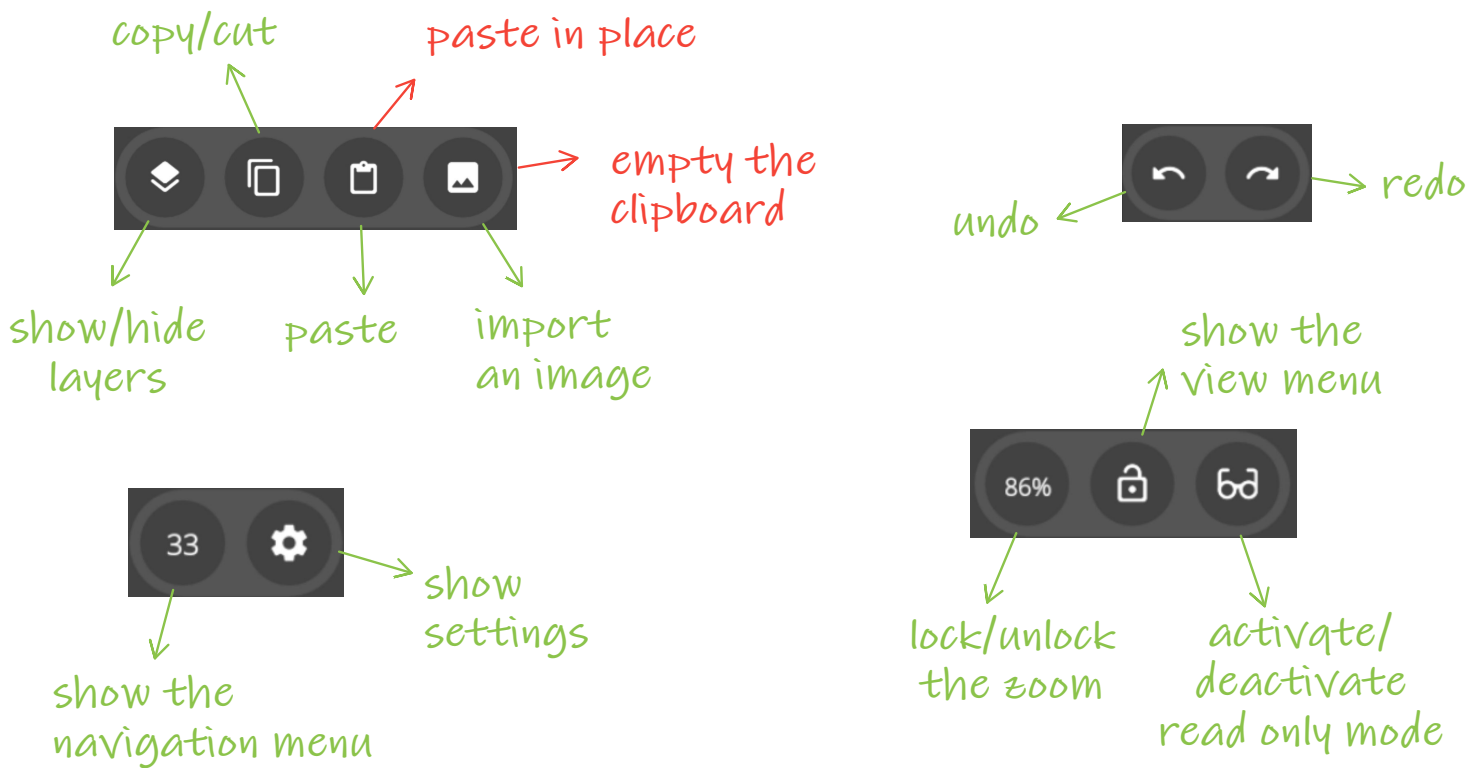 copy/cut
paste in place
empty the
clipboard
show/hide
layers
paste
import
an image
undo
redo
show the
view menu
86%
lock/unlock
the zoom
activqte/
deactivate
read only mode
33
show
settings
show the
navigation menu